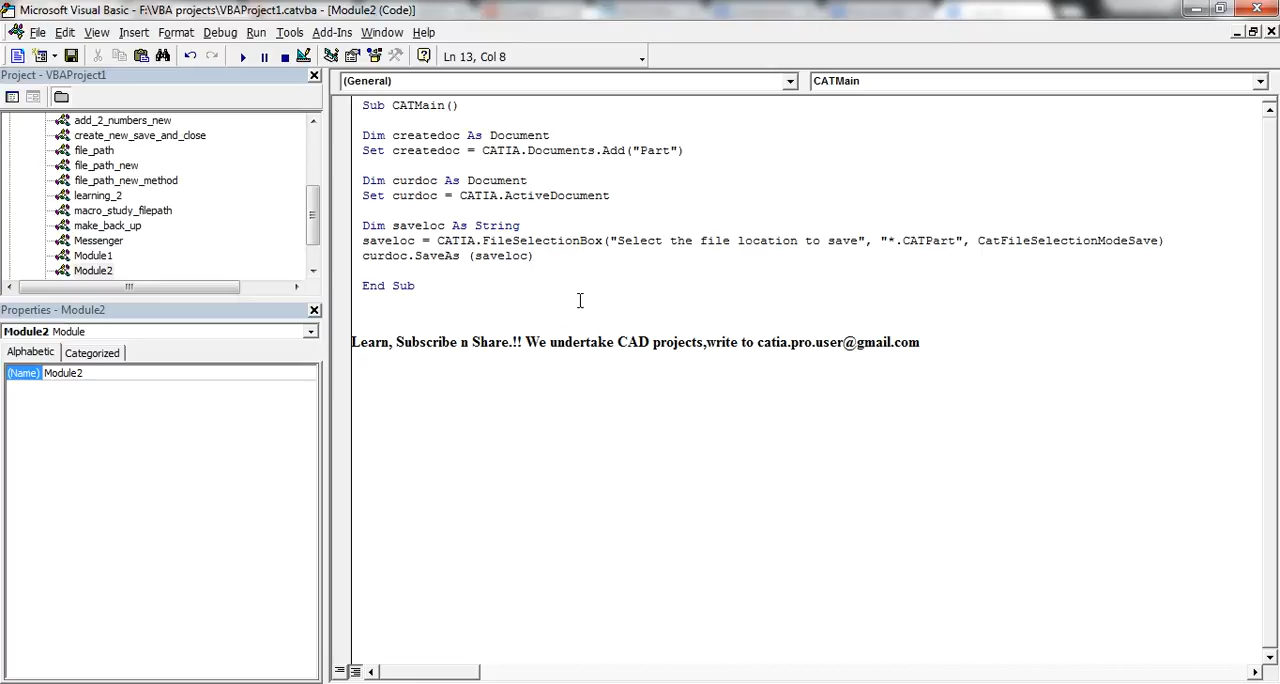 Microsoft Visual Basic - F:\VBA projects\VBAProject1.catvba - [Module2 (Code)]
File Edit View Insert Format Debug Run Tools Add-Ins Window Help
Ln 13, Col 8
Project - VBAProject1
(General)
CATMain
add_2_numbers_new
create_new_save_and_close
file_path
file_path_new
file_path_new_method
learning_2
macro_study_filepath
make_back_up
Messenger
Module1
Module2
Properties - Module2
Module2 Module
Alphabetic Categorized
(Name) Module2
Sub CATMain()
Dim createdoc As Document
Set createdoc = CATIA.Documents.Add("Part")
Dim curdoc As Document
Set curdoc = CATIA.ActiveDocument
Dim saveloc As String
saveloc = CATIA.FileSelectionBox("Select the file location to save", "*.CATPart", CatFileSelectionModeSave)
curdoc.SaveAs (saveloc)
End Sub
Learn, Subscribe n Share.!! We undertake CAD projects,write to catia.pro.user@gmail.com